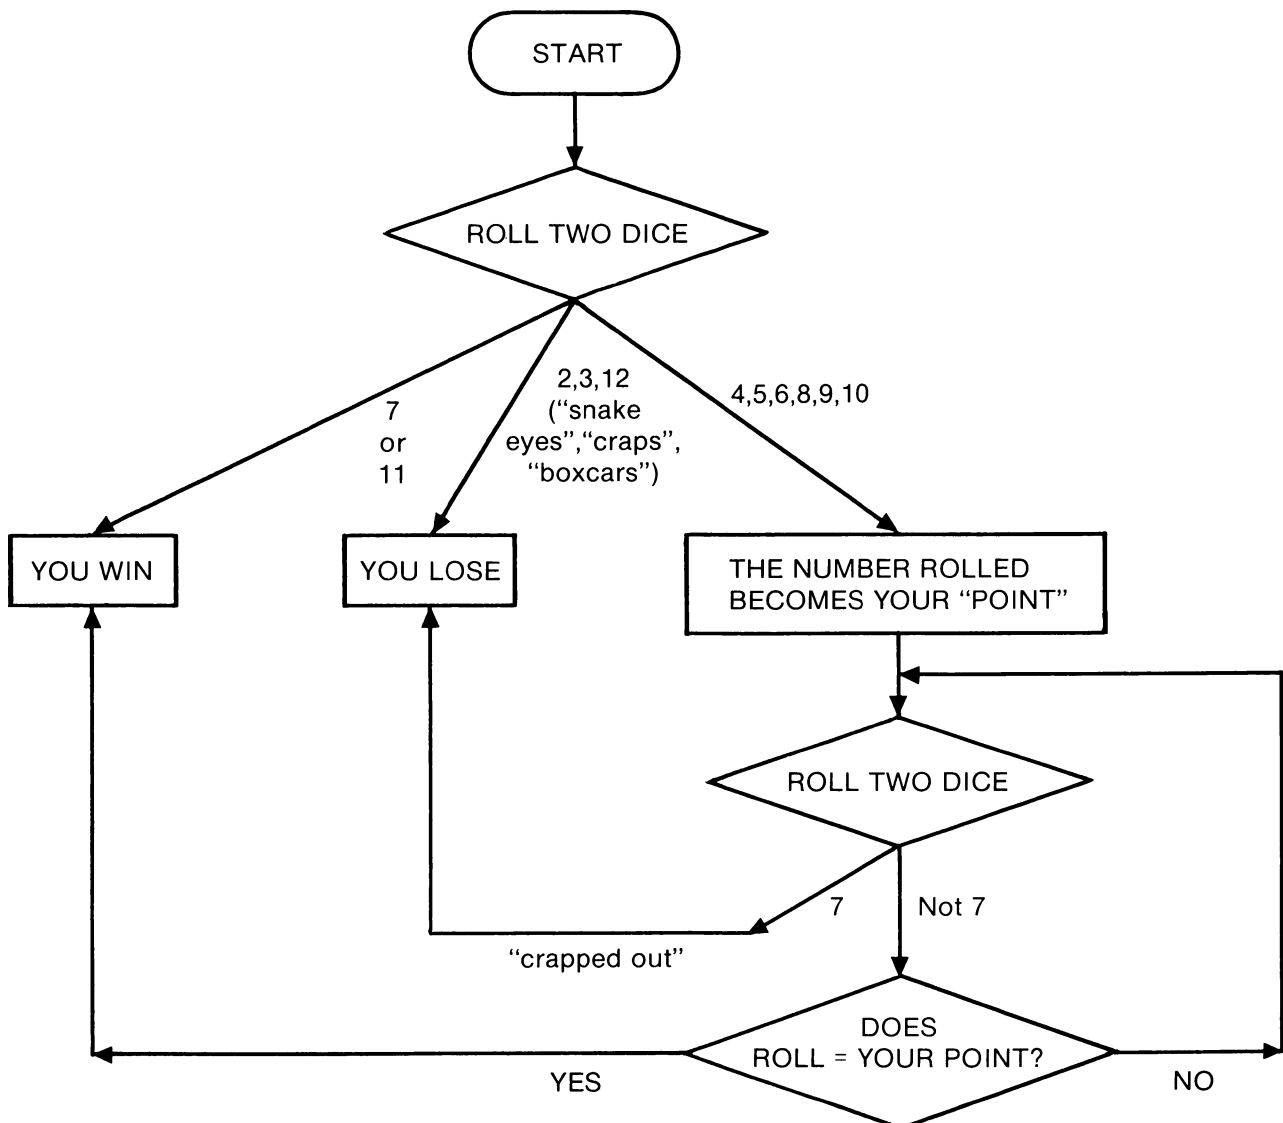 START
ROLL TWO DICE
7
or
11
2,3,12
(“snake
eyes”,“craps”,
“boxcars”)
4,5,6,8,9,10
YOU WIN
YOU LOSE
THE NUMBER ROLLED
BECOMES YOUR “POINT”
ROLL TWO DICE
7
Not 7
“crapped out”
DOES
ROLL = YOUR POINT?
YES
NO